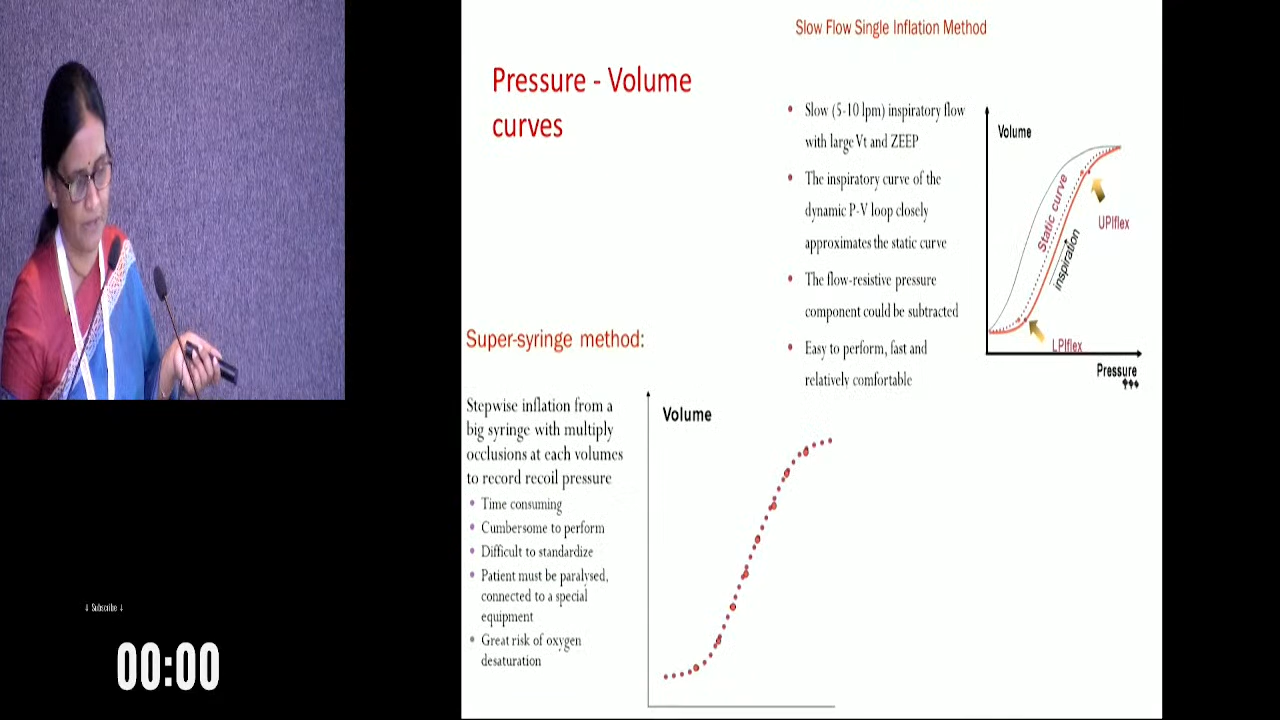 Slow Flow Single Inflation Method
Pressure - Volume
curves
• Slow (5-10 lpm) inspiratory flow
with large Vt and ZEEP
• The inspiratory curve of the
dynamic P-V loop closely
approximates the static curve
• The flow-resistive pressure
component could be subtracted
• Easy to perform, fast and
relatively comfortable
Volume
Static curve
inspiration
UPIflex
LPIflex
Pressure
Super-syringe method:
Stepwise inflation from a
big syringe with multiply
occlusions at each volumes
to record recoil pressure
• Time consuming
• Cumbersome to perform
• Difficult to standardize
• Patient must be paralysed,
connected to a special
equipment
• Great risk of oxygen
desaturation
Volume
↓ Subscribe ↓
00:00